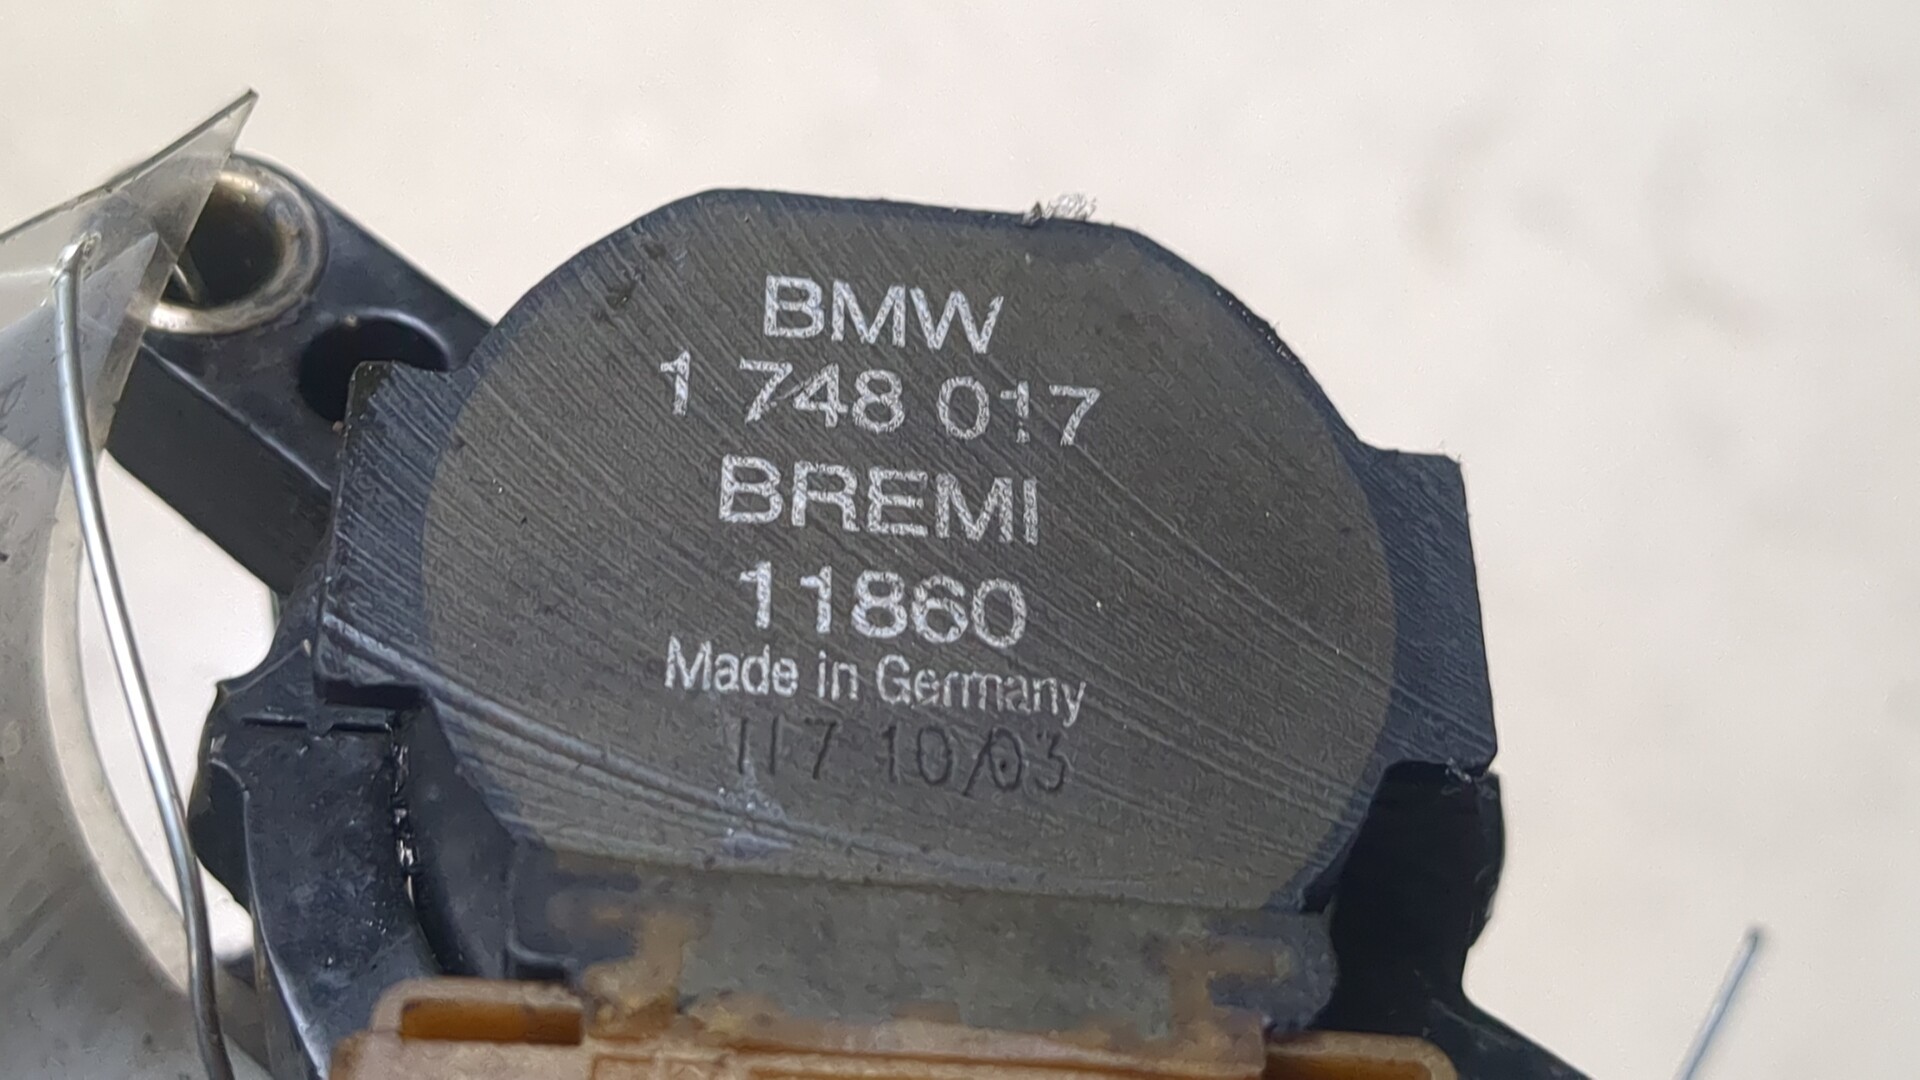 BMW
1 748 017
BREMI
11860
Made in Germany
117 10/03